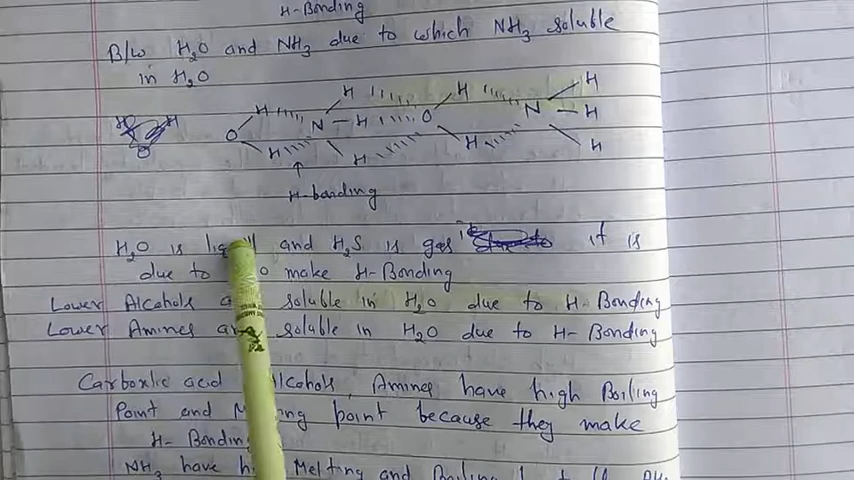 H-Bonding
B/w H₂O and NH₃ due to which NH₃ soluble
in H₂O
H H H
H N - H O N - H
O H H H H
H-bonding
H₂O is and H₂S is gas it is
due to make H-Bonding
Lower Alcohols soluble in H₂O due to H-Bonding
Lower Amines soluble in H₂O due to H-Bonding
Carboxlic acid Alcohols, Amines have high Boiling
Point and point because they make
H-Bonding
NH₃ have Melting and